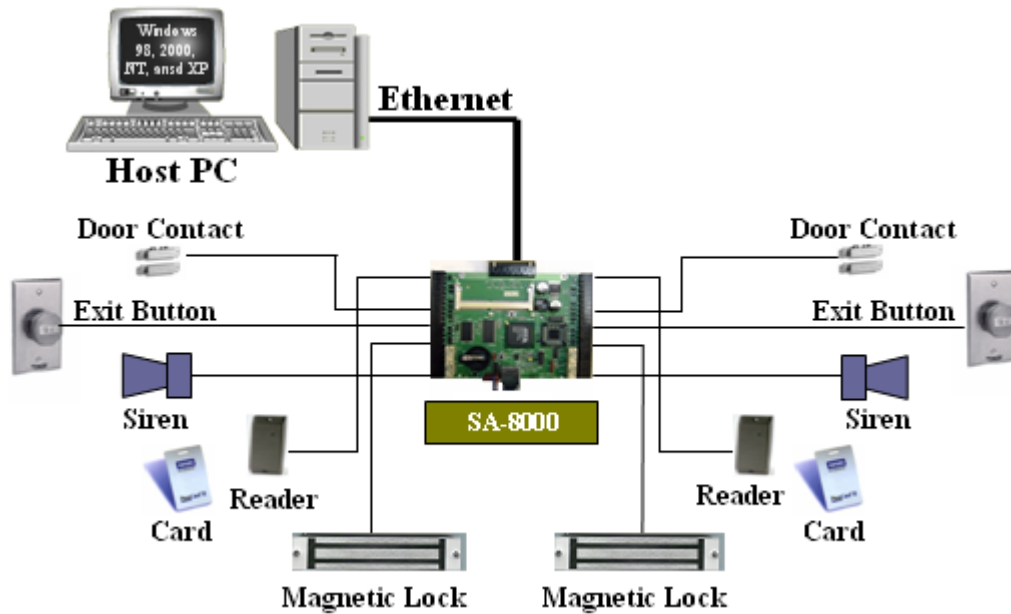 Windows
98, 2000,
NT, ansd XP
Ethernet
Host PC
Door Contact
Door Contact
Exit Button
Exit Button
Siren
SA-8000
Siren
Reader
Reader
Card
Card
Magnetic Lock
Magnetic Lock